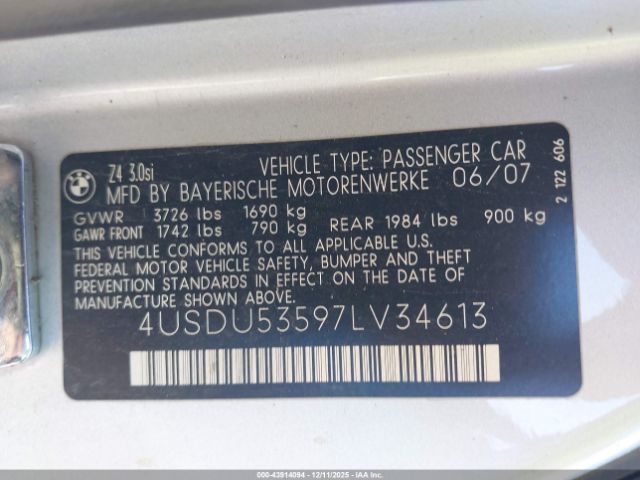 BMW
Z4 3.0si VEHICLE TYPE: PASSENGER CAR
MFD BY BAYERISCHE MOTORENWERKE 06/07
GVWR 3726 lbs 1690 kg
GAWR FRONT 1742 lbs 790 kg REAR 1984 lbs 900 kg
THIS VEHICLE CONFORMS TO ALL APPLICABLE U.S.
FEDERAL MOTOR VEHICLE SAFETY, BUMPER AND THEFT
PREVENTION STANDARDS IN EFFECT ON THE DATE OF
MANUFACTURE SHOWN ABOVE.
4USDU53597LV34613
2 122 606
000-43914094 - 12/11/2025 - IAAI.COM